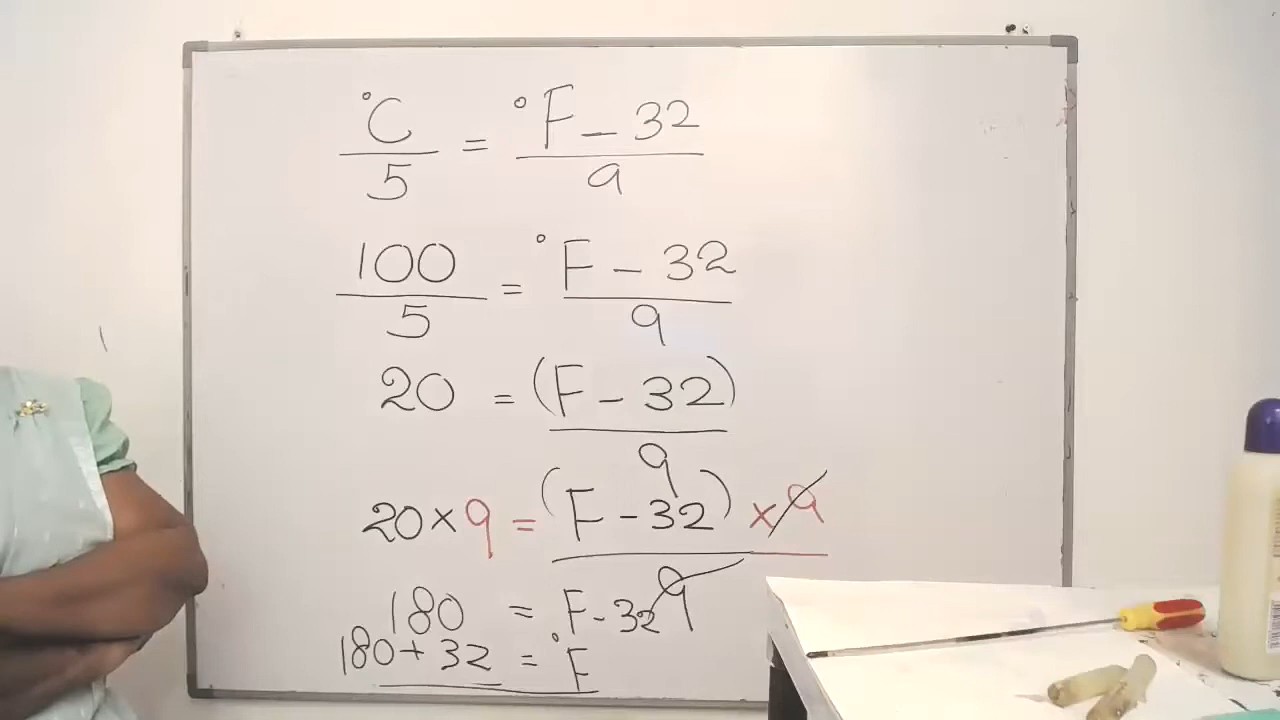 °C/5 = °F - 32/9
100/5 = °F - 32/9
20 = (F - 32)/9
20 × 9 = (F - 32) × 9/9
180 = F - 32
180 + 32 = °F